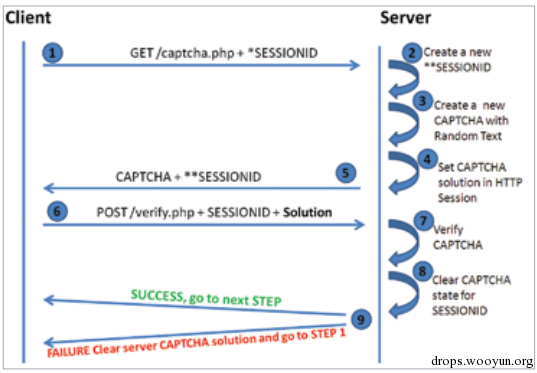 Client
Server
1
GET /captcha.php + *SESSIONID
2
Create a new
**SESSIONID
3
Create a new
CAPTCHA with
Random Text
CAPTCHA + **SESSIONID
5
4
Set CAPTCHA
solution in HTTP
Session
6
POST /verify.php + SESSIONID + Solution
7
Verify
CAPTCHA
8
Clear CAPTCHA
state for
SESSIONID
SUCCESS, go to next STEP
9
FAILURE Clear server CAPTCHA solution and go to STEP 1
drops.wooyun.org